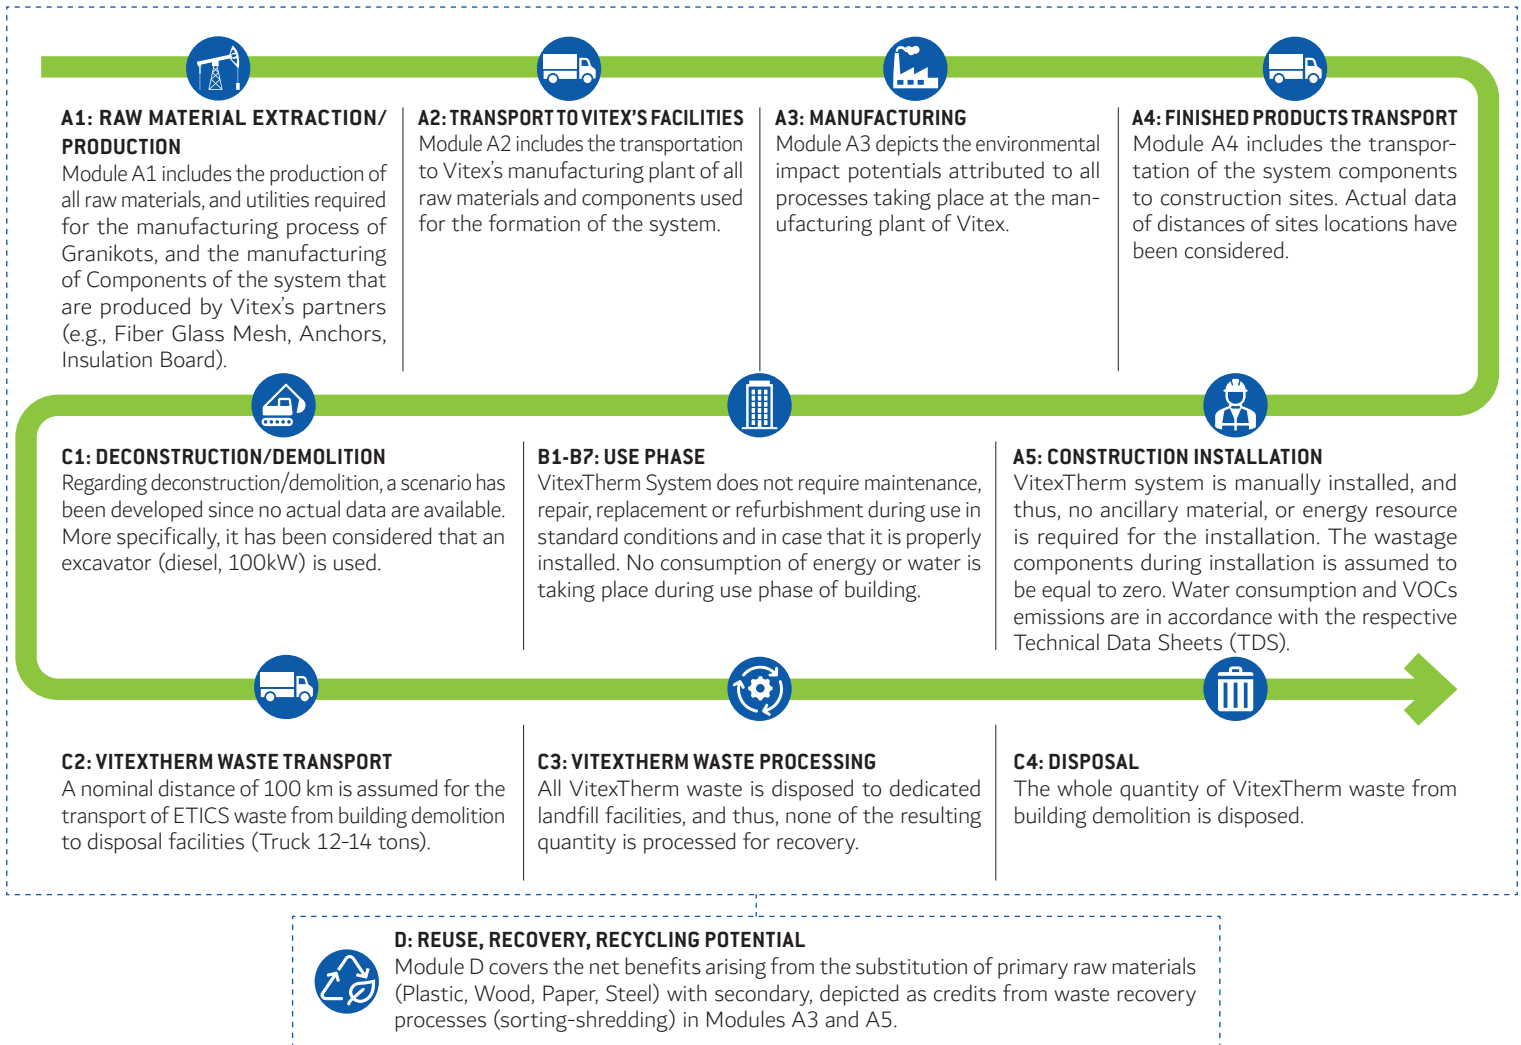 A1: RAW MATERIAL EXTRACTION/
PRODUCTION
Module A1 includes the production of
all raw materials, and utilities required
for the manufacturing process of
Granikots, and the manufacturing
of Components of the system that
are produced by Vitex's partners
(e.g., Fiber Glass Mesh, Anchors,
Insulation Board).
A2: TRANSPORT TO VITEX'S FACILITIES
Module A2 includes the transportation
to Vitex's manufacturing plant of all
raw materials and components used
for the formation of the system.
A3: MANUFACTURING
Module A3 depicts the environmental
impact potentials attributed to all
processes taking place at the man-
ufacturing plant of Vitex.
A4: FINISHED PRODUCTS TRANSPORT
Module A4 includes the transpor-
tation of the system components
to construction sites. Actual data
of distances of sites locations have
been considered.
A5: CONSTRUCTION INSTALLATION
VitexTherm system is manually installed, and
thus, no ancillary material, or energy resource
is required for the installation. The wastage
components during installation is assumed to
be equal to zero. Water consumption and VOCs
emissions are in accordance with the respective
Technical Data Sheets (TDS).
B1-B7: USE PHASE
VitexTherm System does not require maintenance,
repair, replacement or refurbishment during use in
standard conditions and in case that it is properly
installed. No consumption of energy or water is
taking place during use phase of building.
C1: DECONSTRUCTION/DEMOLITION
Regarding deconstruction/demolition, a scenario has
been developed since no actual data are available.
More specifically, it has been considered that an
excavator (diesel, 100kW) is used.
C2: VITEXTHERM WASTE TRANSPORT
A nominal distance of 100 km is assumed for the
transport of ETICS waste from building demolition
to disposal facilities (Truck 12-14 tons).
C3: VITEXTHERM WASTE PROCESSING
All VitexTherm waste is disposed to dedicated
landfill facilities, and thus, none of the resulting
quantity is processed for recovery.
C4: DISPOSAL
The whole quantity of VitexTherm waste from
building demolition is disposed.
D: REUSE, RECOVERY, RECYCLING POTENTIAL
Module D covers the net benefits arising from the substitution of primary raw materials
(Plastic, Wood, Paper, Steel) with secondary, depicted as credits from waste recovery
processes (sorting-shredding) in Modules A3 and A5.